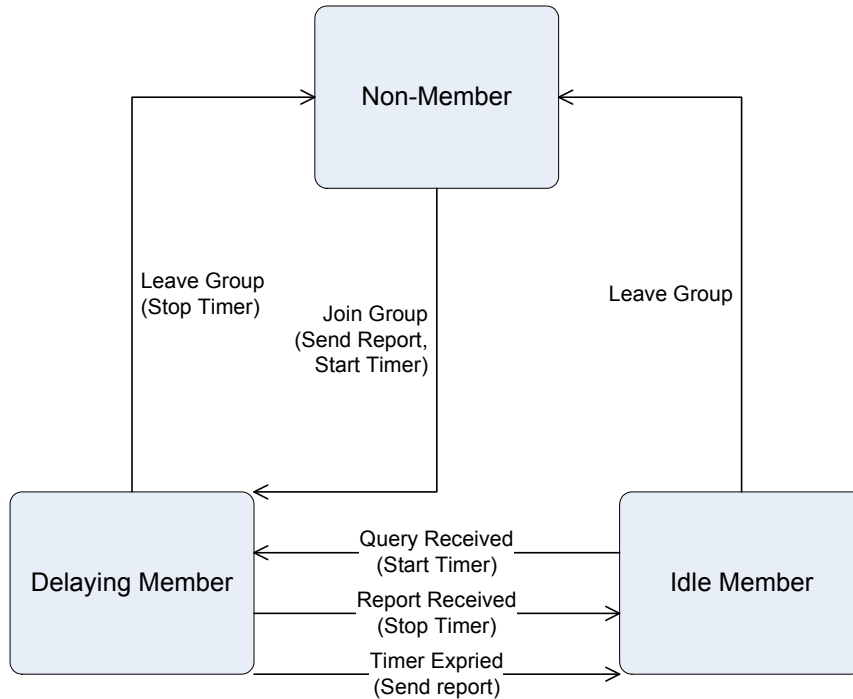 Non-Member
Leave Group
(Stop Timer)
Join Group
(Send Report,
Start Timer)
Leave Group
Delaying Member
Query Received
(Start Timer)
Report Received
(Stop Timer)
Timer Expried
(Send report)
Idle Member